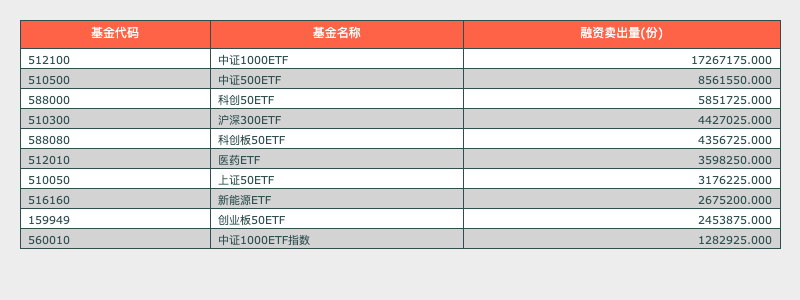 基金代码 基金名称 融资卖出量(份)
512100 中证1000ETF 17267175.000
510500 中证500ETF 8561550.000
588000 科创50ETF 5851725.000
510300 沪深300ETF 4427025.000
588080 科创板50ETF 4356725.000
512010 医药ETF 3598250.000
510050 上证50ETF 3176225.000
516160 新能源ETF 2675200.000
159949 创业板50ETF 2453875.000
560010 中证1000ETF指数 1282925.000